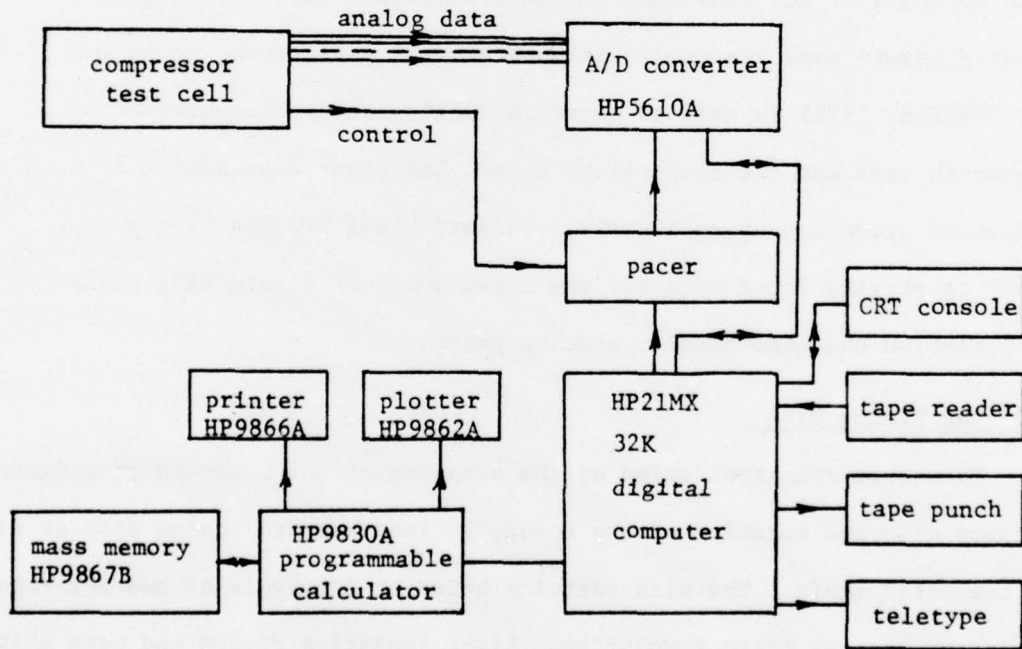 analog data
compressor
test cell
A/D converter
HP5610A
control
pacer
CRT console
printer
HP9866A
plotter
HP9862A
HP21MX
32K
digital
computer
tape reader
tape punch
teletype
mass memory
HP9867B
HP9830A
programmable
calculator